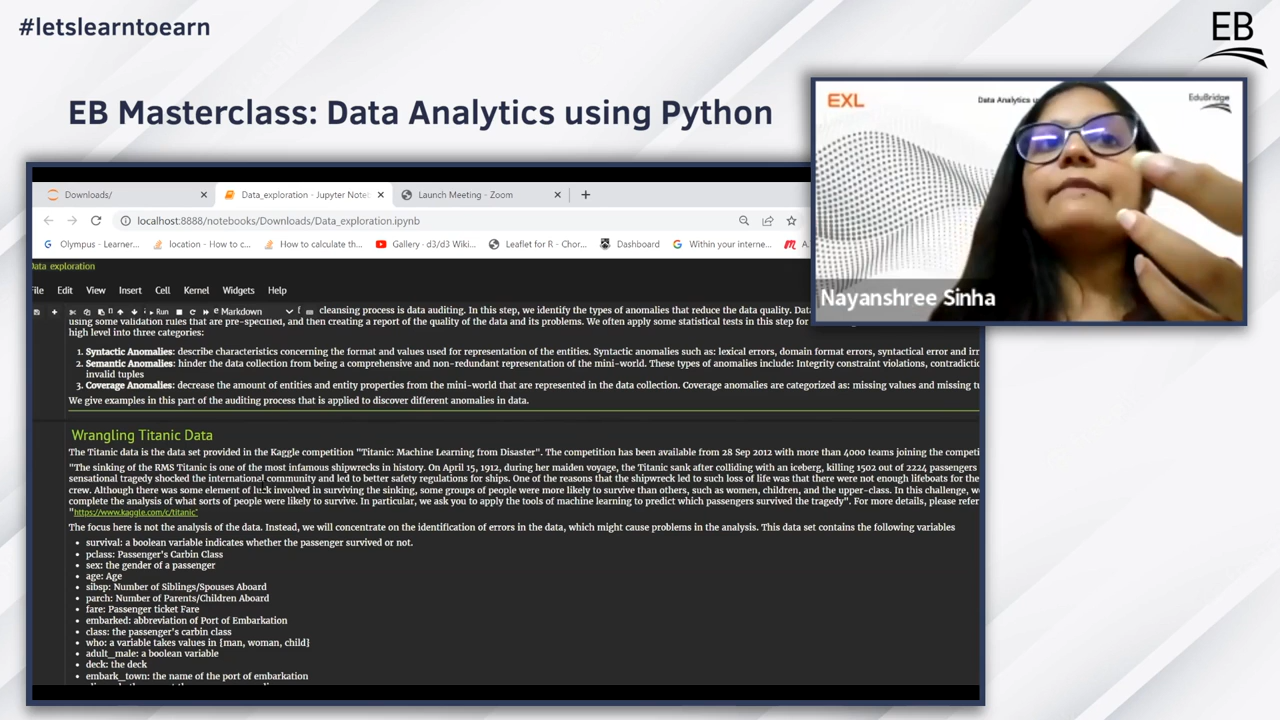 #letslearntoearn
EB
EB Masterclass: Data Analytics using Python
EXL
Data Analytics u
EduBridge
Nayanshree Sinha
Downloads/
Data_exploration - Jupyter Note
Launch Meeting - Zoom
localhost:8888/notebooks/Downloads/Data_exploration.ipynb
Olympus - Learner...
location - How to c...
How to calculate th...
Gallery · d3/d3 Wiki...
Leaflet for R - Chor...
Dashboard
Within your interne...
Data exploration
File Edit View Insert Cell Kernel Widgets Help
Run
Markdown
cleansing process is data auditing. In this step, we identify the types of anomalies that reduce the data quality. Dat
using some validation rules that are pre-specified, and then creating a report of the quality of the data and its problems. We often apply some statistical tests in this step for
high level into three categories:
1. Syntactic Anomalies: describe characteristics concerning the format and values used for representation of the entities. Syntactic anomalies such as: lexical errors, domain format errors, syntactical error and irr
2. Semantic Anomalies: hinder the data collection from being a comprehensive and non-redundant representation of the mini-world. These types of anomalies include: Integrity constraint violations, contradictio
invalid tuples
3. Coverage Anomalies: decrease the amount of entities and entity properties from the mini-world that are represented in the data collection. Coverage anomalies are categorized as: missing values and missing tu
We give examples in this part of the auditing process that is applied to discover different anomalies in data.
Wrangling Titanic Data
The Titanic data is the data set provided in the Kaggle competition "Titanic: Machine Learning from Disaster". The competition has been available from 28 Sep 2012 with more than 4000 teams joining the competi
"The sinking of the RMS Titanic is one of the most infamous shipwrecks in history. On April 15, 1912, during her maiden voyage, the Titanic sank after colliding with an iceberg, killing 1502 out of 2224 passengers
sensational tragedy shocked the international community and led to better safety regulations for ships. One of the reasons that the shipwreck led to such loss of life was that there were not enough lifeboats for the
crew. Although there was some element of luck involved in surviving the sinking, some groups of people were more likely to survive than others, such as women, children, and the upper-class. In this challenge, w
complete the analysis of what sorts of people were likely to survive. In particular, we ask you to apply the tools of machine learning to predict which passengers survived the tragedy". For more details, please refer
"https://www.kaggle.com/c/titanic"
The focus here is not the analysis of the data. Instead, we will concentrate on the identification of errors in the data, which might cause problems in the analysis. This data set contains the following variables
• survival: a boolean variable indicates whether the passenger survived or not.
• pclass: Passenger's Carbin Class
• sex: the gender of a passenger
• age: Age
• sibsp: Number of Siblings/Spouses Aboard
• parch: Number of Parents/Children Aboard
• fare: Passenger ticket Fare
• embarked: abbreviation of Port of Embarkation
• class: the passenger's carbin class
• who: a variable takes values in {man, woman, child}
• adult_male: a boolean variable
• deck: the deck
• embark_town: the name of the port of embarkation